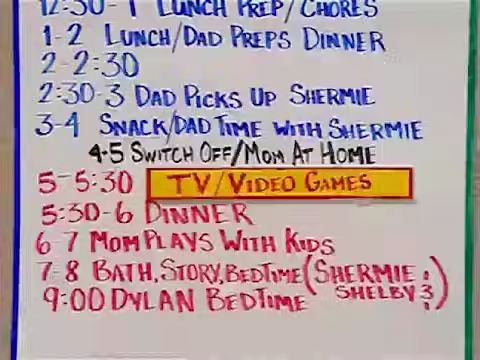 12:30-1 LUNCH PREP/CHORES
1-2 LUNCH/DAD PREPS DINNER
2-2:30
2:30-3 DAD PICKS UP SHERMIE
3-4 SNACK/DAD TIME WITH SHERMIE
4-5 SWITCH OFF/MOM AT HOME
5-5:30 TV/VIDEO GAMES
5:30-6 DINNER
6-7 MOM PLAYS WITH KIDS
7-8 BATH, STORY, BEDTIME (SHERMIE &
SHELBY)
9:00 DYLAN BEDTIME